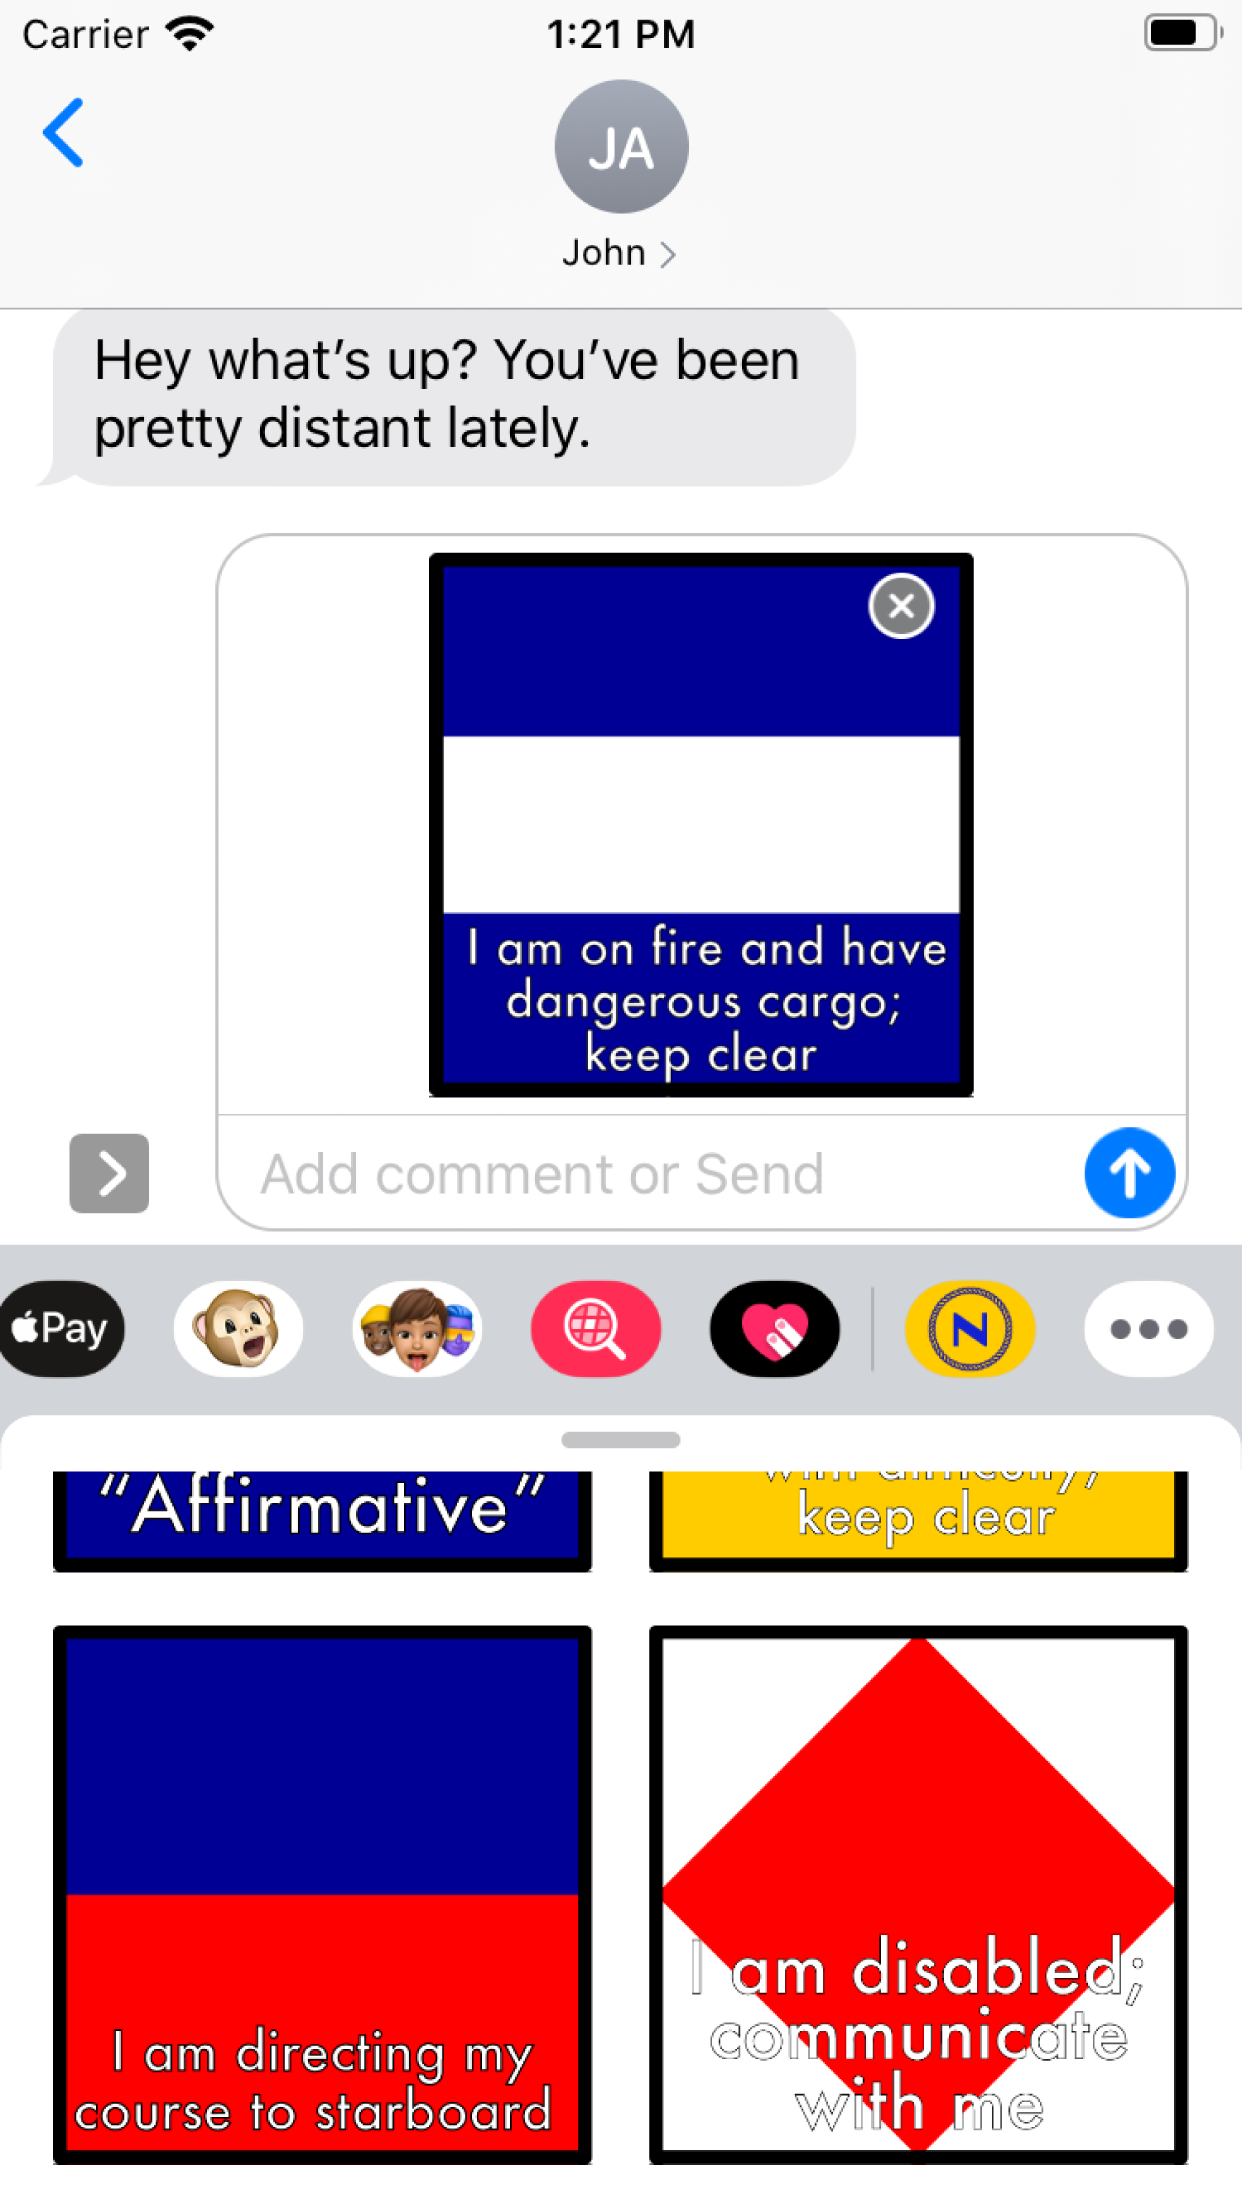 Carrier
1:21 PM
JA
John
Hey what’s up? You’ve been
pretty distant lately.
I am on fire and have
dangerous cargo;
keep clear
Add comment or Send
Pay
N
“Affirmative”
with difficulty;
keep clear
I am directing my
course to starboard
I am disabled;
communicate
with me